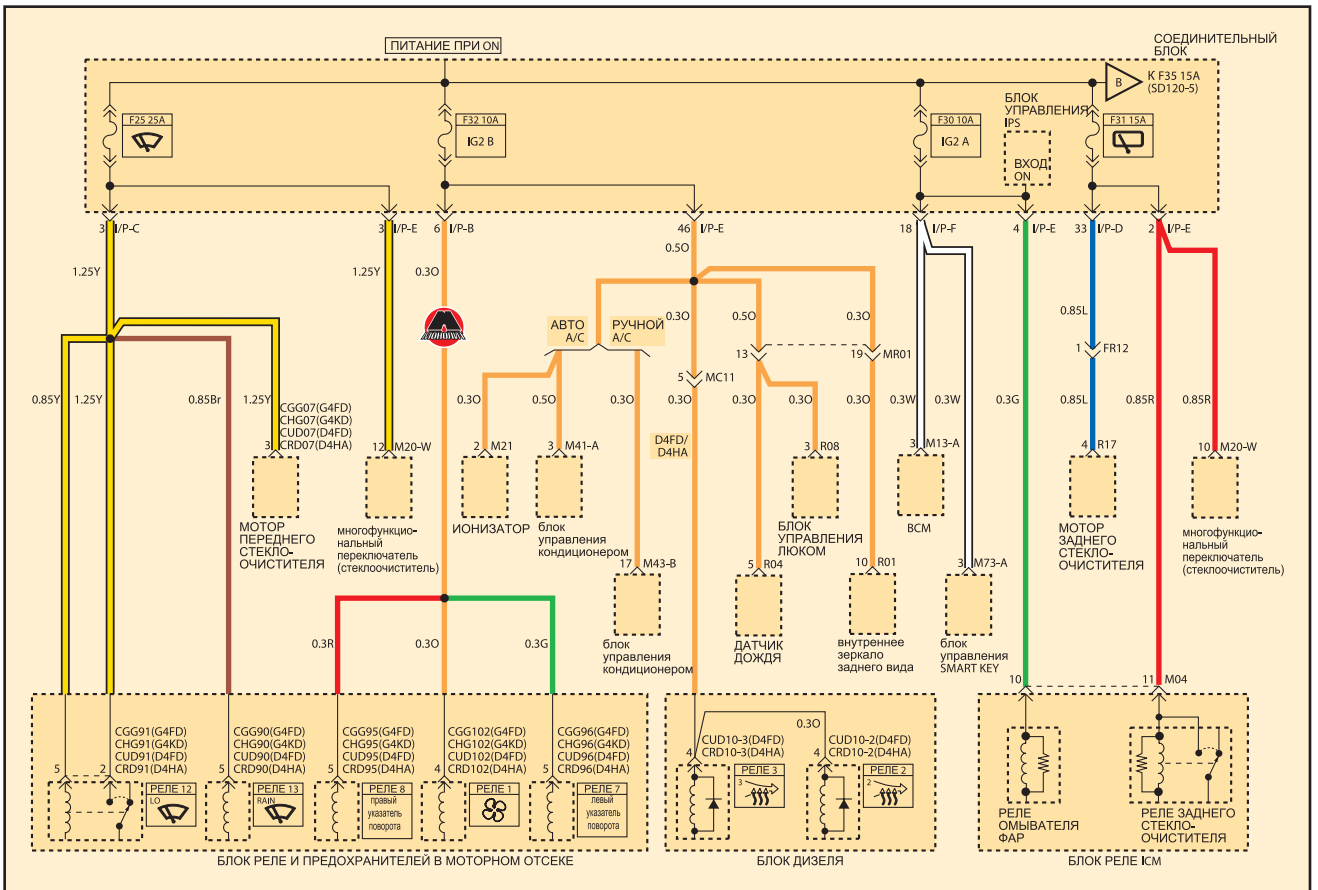 ПИТАНИЕ ПРИ ON
СОЕДИНИТЕЛЬНЫЙ
БЛОК
B
К F35 15A
(SD120-5)
F25 25A
F32 10A
IG2 B
F30 10A
IG2 A
БЛОК
УПРАВЛЕНИЯ
IPS
ВХОД
ON
F31 15A
3 I/P-C
3 I/P-E
6 I/P-B
46 I/P-E
18 I/P-F
4 I/P-E
33 I/P-D
2 I/P-E
1.25Y
1.25Y
0.3O
0.5O
0.85L
АВТО
A/C
РУЧНОЙ
A/C
0.3O
0.5O
0.3O
13
19 MR01
1 FR12
5 MC11
0.85Y
1.25Y
0.85Br
1.25Y
0.3O
0.5O
0.3O
0.3O
0.3O
0.3O
0.3O
0.3W
0.3W
0.3G
0.85L
0.85R
0.85R
CGG07(G4FD)
CHG07(G4KD)
CUD07(D4FD)
CRD07(D4HA)
D4FD/
D4HA
3
12 M20-W
2 M21
3 M41-A
3 R08
3 M13-A
4 R17
10 M20-W
МОТОР
ПЕРЕДНЕГО
СТЕКЛО-
ОЧИСТИТЕЛЯ
многофункцио-
нальный
переключатель
(стеклоочиститель)
ИОНИЗАТОР
блок
управления
кондиционером
БЛОК
УПРАВЛЕНИЯ
ЛЮКОМ
BCM
МОТОР
ЗАДНЕГО
СТЕКЛО-
ОЧИСТИТЕЛЯ
многофункцио-
нальный
переключатель
(стеклоочиститель)
17 M43-B
5 R04
10 R01
3 M73-A
блок
управления
кондиционером
ДАТЧИК
ДОЖДЯ
внутреннее
зеркало
заднего вида
блок
управления
SMART KEY
0.3R
0.3O
0.3G
10
11 M04
CGG91(G4FD)
CHG91(G4KD)
CUD91(D4FD)
CRD91(D4HA)
CGG90(G4FD)
CHG90(G4KD)
CUD90(D4FD)
CRD90(D4HA)
CGG95(G4FD)
CHG95(G4KD)
CUD95(D4FD)
CRD95(D4HA)
CGG102(G4FD)
CHG102(G4KD)
CUD102(D4FD)
CRD102(D4HA)
CGG96(G4FD)
CHG96(G4KD)
CUD96(D4FD)
CRD96(D4HA)
0.3O
CUD10-3(D4FD)
CRD10-3(D4HA)
CUD10-2(D4FD)
CRD10-2(D4HA)
5
2
5
5
4
5
4
4
РЕЛЕ 12
LO
РЕЛЕ 13
RAIN
РЕЛЕ 8
правый
указатель
поворота
РЕЛЕ 1
РЕЛЕ 7
левый
указатель
поворота
РЕЛЕ 3
3
РЕЛЕ 2
2
РЕЛЕ
ОМЫВАТЕЛЯ
ФАР
РЕЛЕ ЗАДНЕГО
СТЕКЛО-
ОЧИСТИТЕЛЯ
БЛОК РЕЛЕ И ПРЕДОХРАНИТЕЛЕЙ В МОТОРНОМ ОТСЕКЕ
БЛОК ДИЗЕЛЯ
БЛОК РЕЛЕ ICM